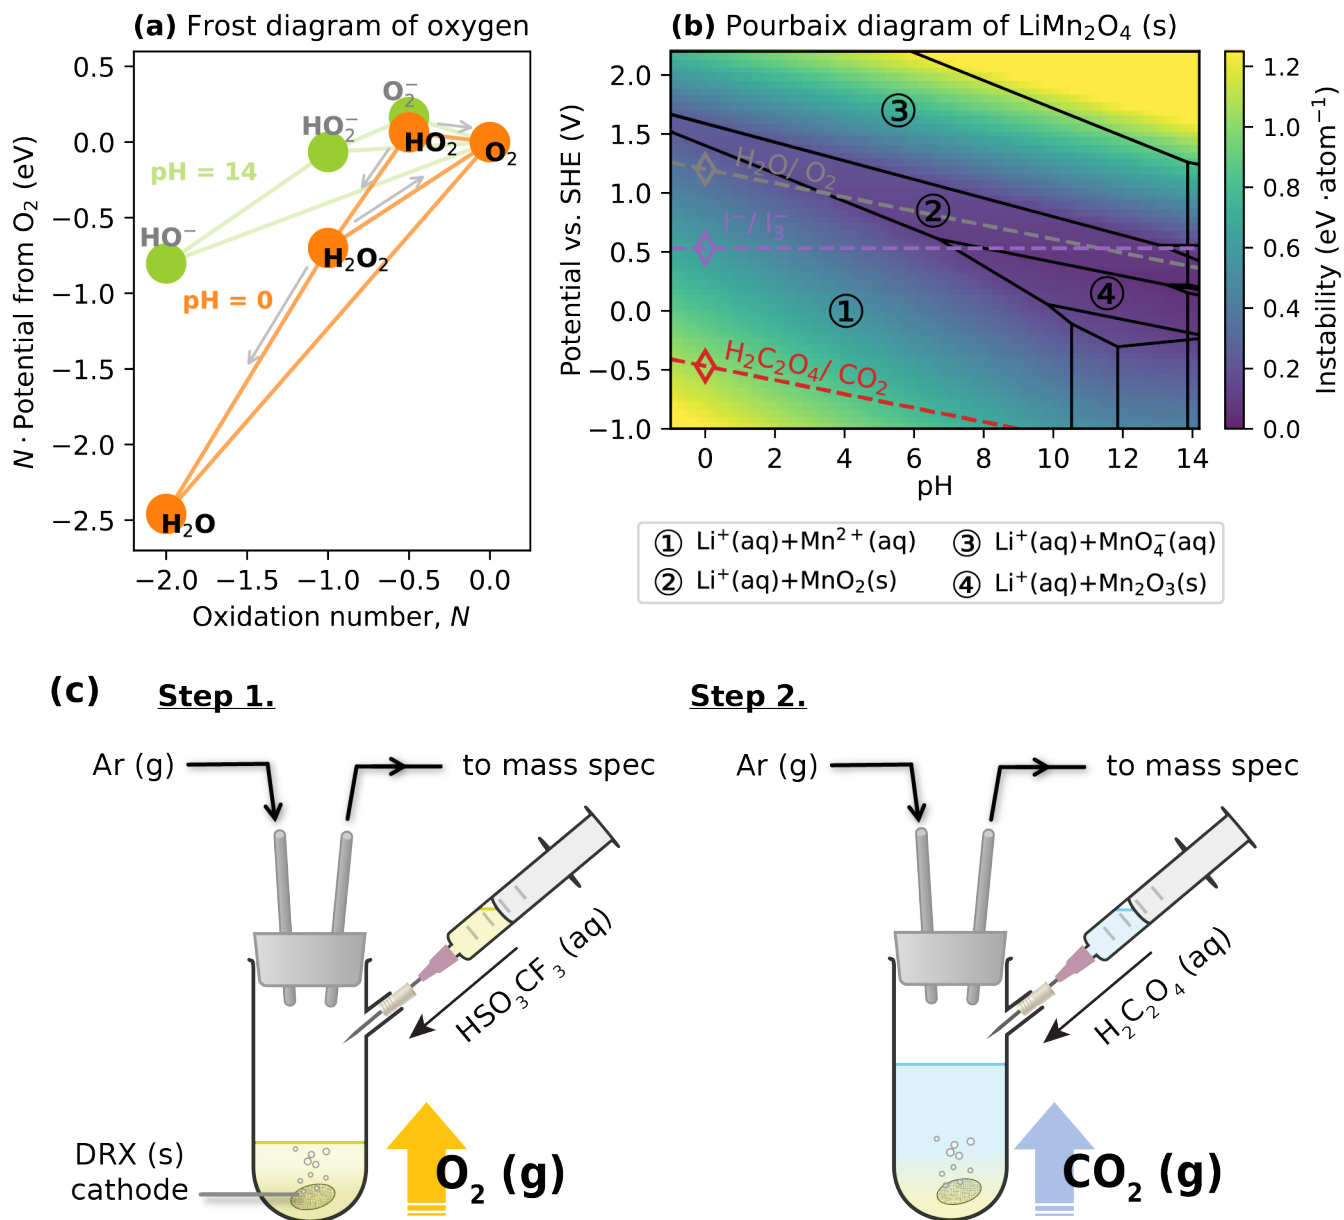 (a) Frost diagram of oxygen
N · Potential from O₂ (eV)
0.5
0.0
−0.5
−1.0
−1.5
−2.0
−2.5
O₂⁻
HO₂⁻
HO₂
O₂
pH = 14
HO⁻
H₂O₂
pH = 0
H₂O
−2.0 −1.5 −1.0 −0.5 0.0
Oxidation number, N
(b) Pourbaix diagram of LiMn₂O₄ (s)
Potential vs. SHE (V)
2.0
1.5
1.0
0.5
0.0
−0.5
−1.0
③
H₂O/ O₂
②
I⁻/ I₃⁻
④
①
H₂C₂O₄/ CO₂
0 2 4 6 8 10 12 14
pH
1.2
1.0
0.8
0.6
0.4
0.2
0.0
Instability (eV ·atom⁻¹)
① Li⁺(aq)+Mn²⁺(aq)
③ Li⁺(aq)+MnO₄⁻(aq)
② Li⁺(aq)+MnO₂(s)
④ Li⁺(aq)+Mn₂O₃(s)
(c)
Step 1.
Ar (g)
to mass spec
HSO₃CF₃ (aq)
DRX (s)
cathode
O₂ (g)
Step 2.
Ar (g)
to mass spec
H₂C₂O₄ (aq)
CO₂ (g)